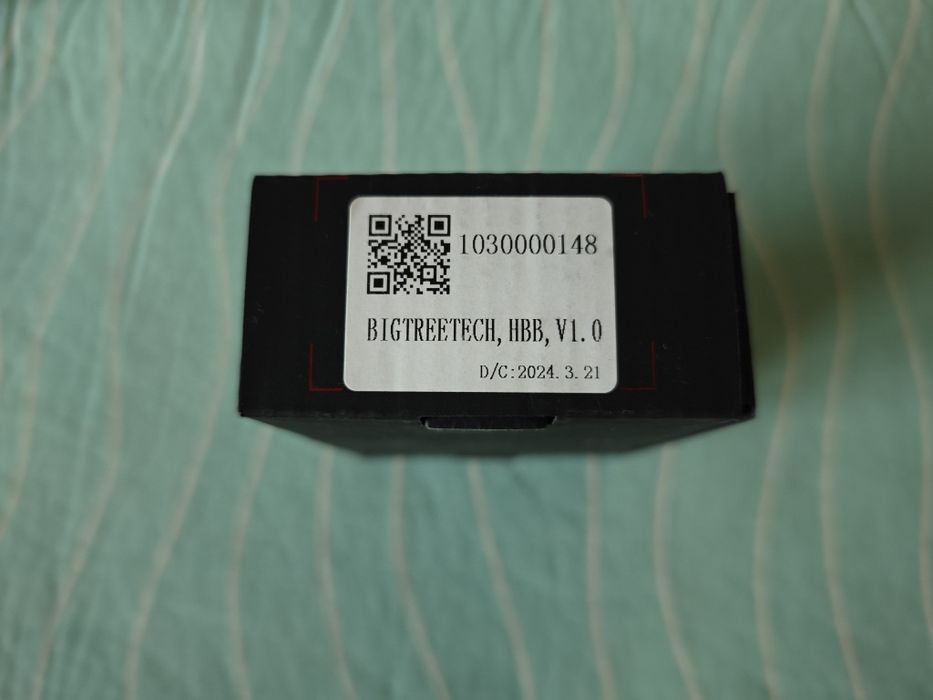 1030000148
BIGTREETECH, HBB, V1.0
D/C:2024.3.21